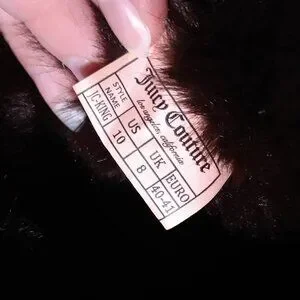 Juicy Couture
los angeles, california
STYLE NAME US UK EURO
JC-KING 10 8 40-41